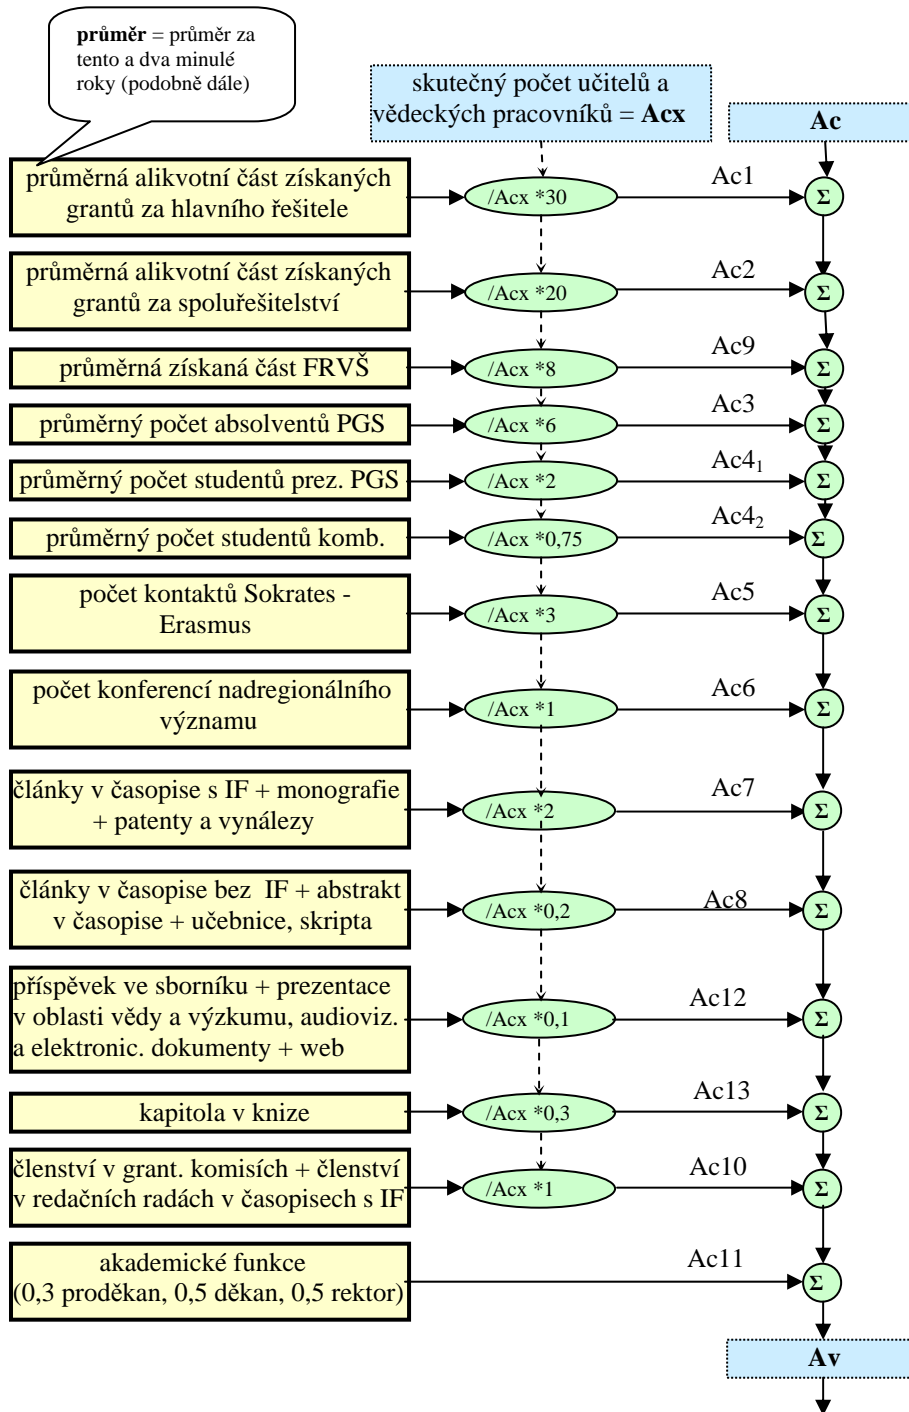 průměr = průměr za
tento a dva minulé
roky (podobně dále)
skutečný počet učitelů a
vědeckých pracovníků = Acx
Ac
průměrná alikvotní část získaných
grantů za hlavního řešitele
/Acx *30
Ac1
Σ
průměrná alikvotní část získaných
grantů za spoluřešitelství
/Acx *20
Ac2
Σ
průměrná získaná část FRVŠ
/Acx *8
Ac9
Σ
průměrný počet absolventů PGS
/Acx *6
Ac3
Σ
průměrný počet studentů prez. PGS
/Acx *2
Ac4₁
Σ
průměrný počet studentů komb.
/Acx *0,75
Ac4₂
Σ
počet kontaktů Sokrates -
Erasmus
/Acx *3
Ac5
Σ
počet konferencí nadregionálního
významu
/Acx *1
Ac6
Σ
články v časopise s IF + monografie
+ patenty a vynálezy
/Acx *2
Ac7
Σ
články v časopise bez IF + abstrakt
v časopise + učebnice, skripta
/Acx *0,2
Ac8
Σ
příspěvek ve sborníku + prezentace
v oblasti vědy a výzkumu, audioviz.
a elektronic. dokumenty + web
/Acx *0,1
Ac12
Σ
kapitola v knize
/Acx *0,3
Ac13
Σ
členství v grant. komisích + členství
v redačních radách v časopisech s IF
/Acx *1
Ac10
Σ
akademické funkce
(0,3 proděkan, 0,5 děkan, 0,5 rektor)
Ac11
Σ
Av